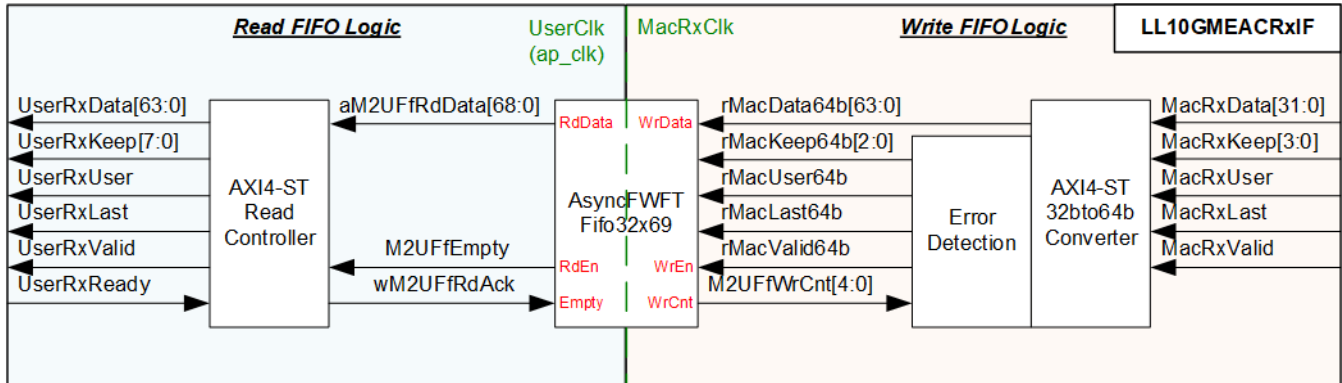 Read FIFO Logic
UserClk
(ap_clk)
MacRxClk
Write FIFO Logic
LL10GMEACRxIF
UserRxData[63:0]
UserRxKeep[7:0]
UserRxUser
UserRxLast
UserRxValid
UserRxReady
AXI4-ST
Read
Controller
aM2UFfRdData[68:0]
M2UFfEmpty
wM2UFfRdAck
RdData
WrData
AsyncFWFT
Fifo32x69
RdEn
WrEn
Empty
WrCnt
rMacData64b[63:0]
rMacKeep64b[2:0]
rMacUser64b
rMacLast64b
rMacValid64b
M2UFfWrCnt[4:0]
Error
Detection
AXI4-ST
32bto64b
Converter
MacRxData[31:0]
MacRxKeep[3:0]
MacRxUser
MacRxLast
MacRxValid